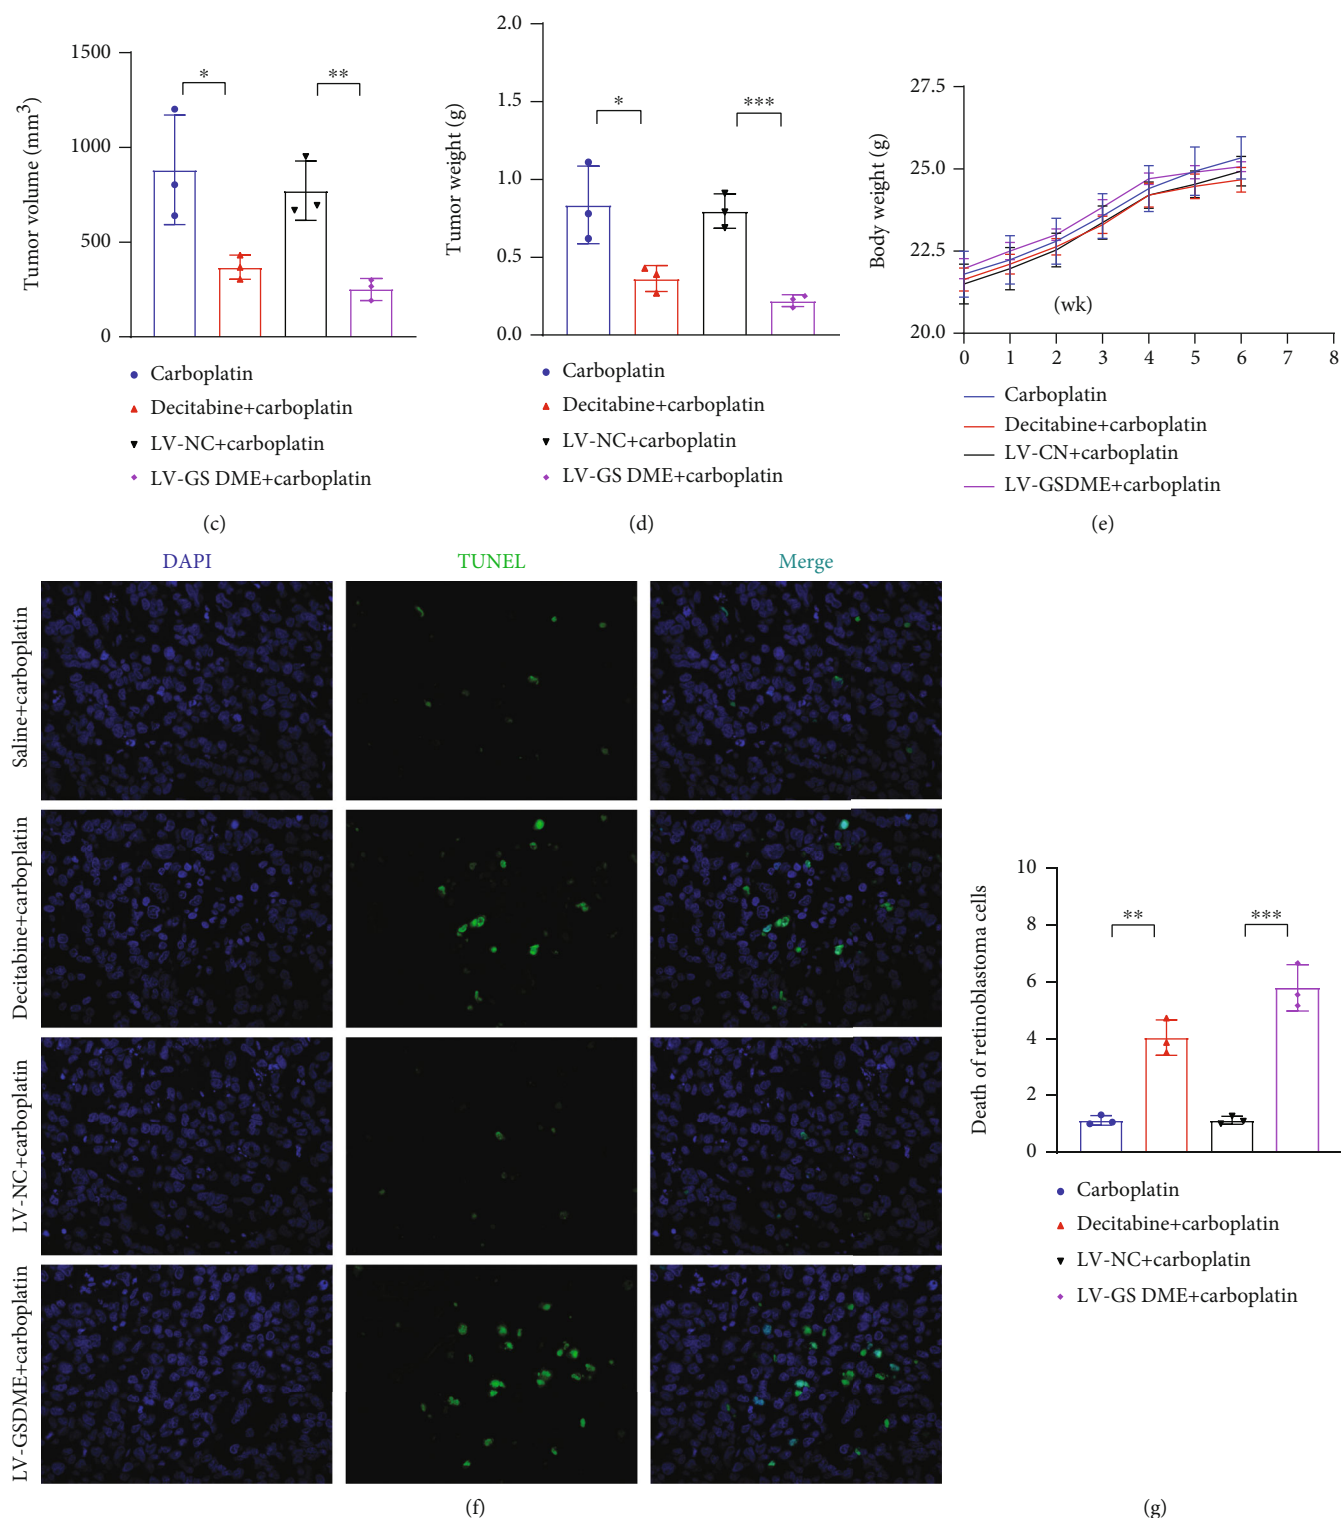 1500
1000
500
0
Tumor volume (mm3)
*
**
Carboplatin
Decitabine+carboplatin
LV-NC+carboplatin
LV-GS DME+carboplatin
(c)
2.0
1.5
1.0
0.5
0.0
Tumor weight (g)
*
***
Carboplatin
Decitabine+carboplatin
LV-NC+carboplatin
LV-GS DME+carboplatin
(d)
27.5
25.0
22.5
20.0
Body weight (g)
(wk)
0 1 2 3 4 5 6 7 8
Carboplatin
Decitabine+carboplatin
LV-CN+carboplatin
LV-GSDME+carboplatin
(e)
DAPI TUNEL Merge
Saline+carboplatin
Decitabine+carboplatin
LV-NC+carboplatin
LV-GSDME+carboplatin
(f)
10
8
6
4
2
0
Death of retinoblastoma cells
**
***
Carboplatin
Decitabine+carboplatin
LV-NC+carboplatin
LV-GS DME+carboplatin
(g)